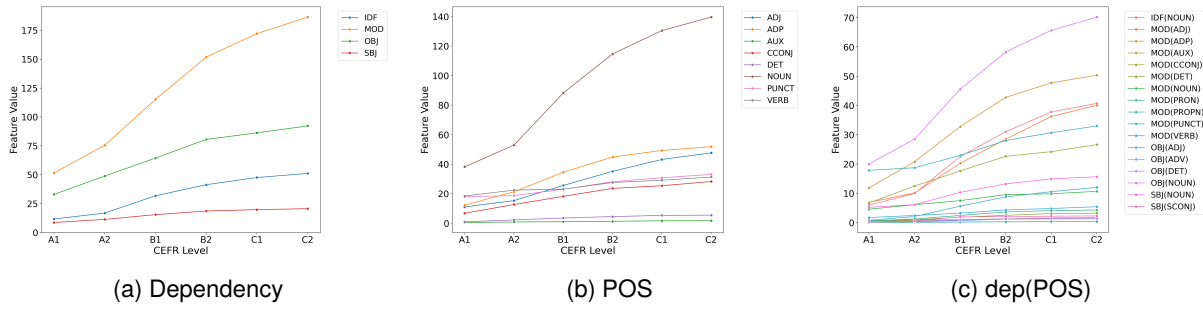 Feature Value
175
150
125
100
75
50
25
0
A1 A2 B1 B2 C1 C2
CEFR Level
IDF
MOD
OBJ
SBJ
(a) Dependency
Feature Value
140
120
100
80
60
40
20
0
A1 A2 B1 B2 C1 C2
CEFR Level
ADJ
ADP
AUX
CCONJ
DET
NOUN
PUNCT
VERB
(b) POS
Feature Value
70
60
50
40
30
20
10
0
A1 A2 B1 B2 C1 C2
CEFR Level
IDF(NOUN)
MOD(ADJ)
MOD(ADP)
MOD(AUX)
MOD(CCONJ)
MOD(DET)
MOD(NOUN)
MOD(PRON)
MOD(PROPN)
MOD(PUNCT)
MOD(VERB)
OBJ(ADJ)
OBJ(ADV)
OBJ(DET)
OBJ(NOUN)
SBJ(NOUN)
SBJ(SCONJ)
(c) dep(POS)